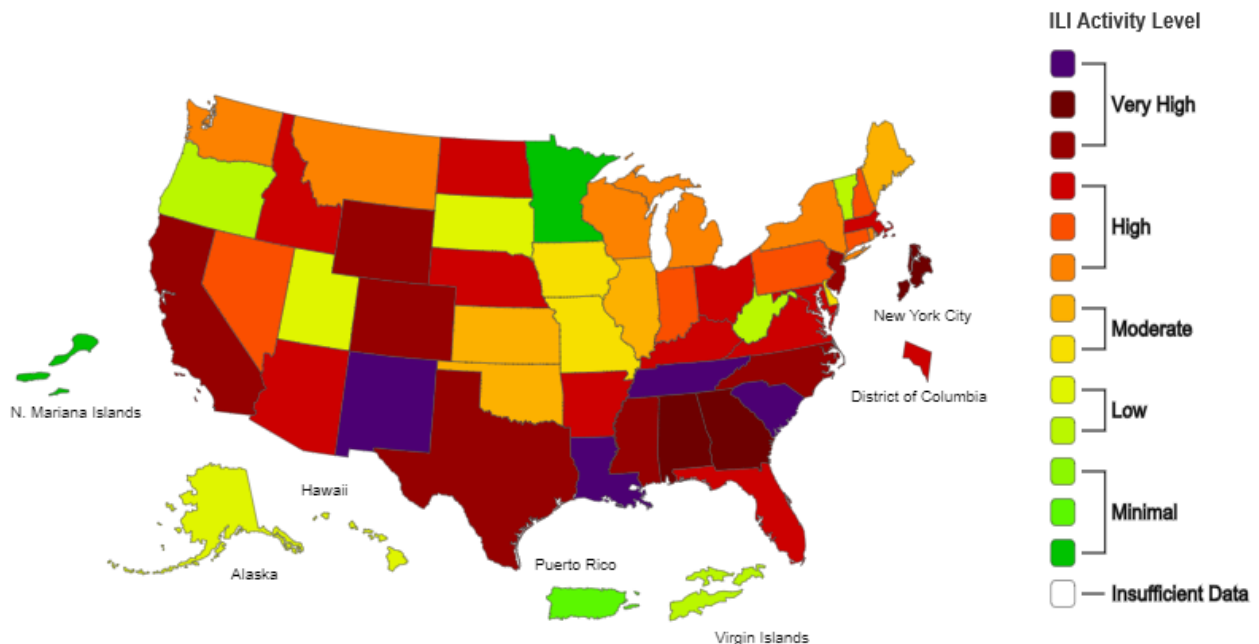 ILI Activity Level
Very High
High
Moderate
Low
Minimal
Insufficient Data
New York City
District of Columbia
N. Mariana Islands
Hawaii
Alaska
Puerto Rico
Virgin Islands